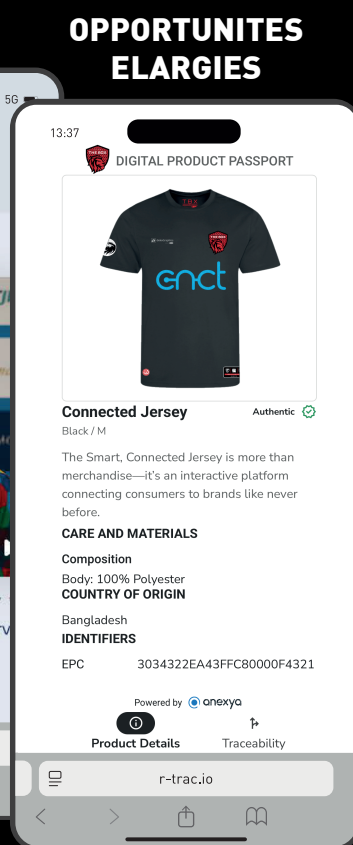 OPPORTUNITES
ELARGIES
5G
13:37
THE BOX
DIGITAL PRODUCT PASSPORT
enct
Connected Jersey
Authentic
Black / M
The Smart, Connected Jersey is more than
merchandise—it's an interactive platform
connecting consumers to brands like never
before.
CARE AND MATERIALS
Composition
Body: 100% Polyester
COUNTRY OF ORIGIN
Bangladesh
IDENTIFIERS
EPC 3034322EA43FFC80000F4321
Powered by anexya
Product Details Traceability
r-trac.io